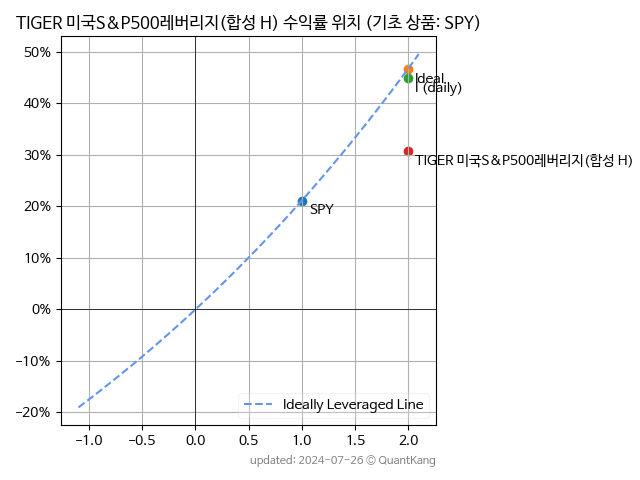 TIGER 미국S&P500레버리지(합성 H) 수익률 위치 (기초 상품: SPY)
50%
40%
30%
20%
10%
0%
−10%
−20%
Ideal
I (daily)
TIGER 미국S&P500레버리지(합성 H)
SPY
Ideally Leveraged Line
−1.0 −0.5 0.0 0.5 1.0 1.5 2.0
updated: 2024-07-26 © QuantKang